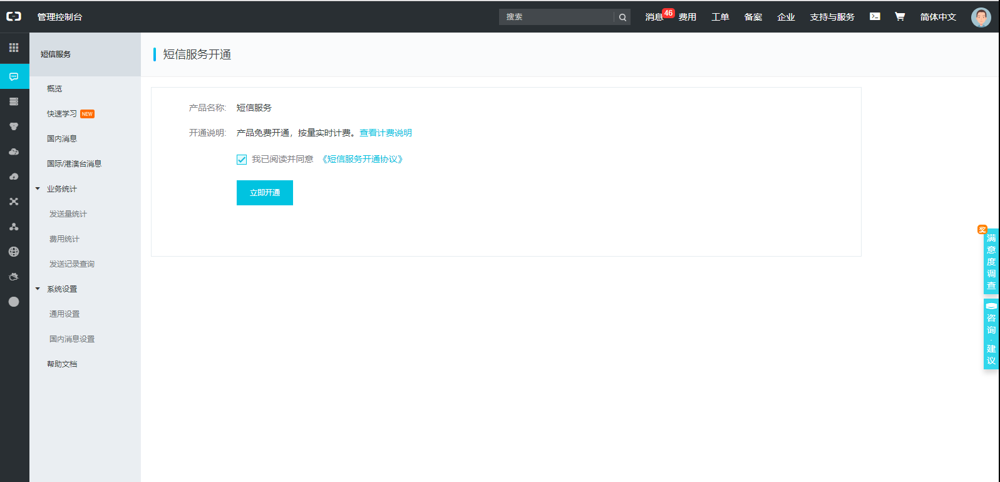 管理控制台
搜索
消息 46 费用 工单 备案 企业 支持与服务 简体中文
短信服务
概览
快速学习 NEW
国内消息
国际/港澳台消息
业务统计
发送量统计
费用统计
发送记录查询
系统设置
通用设置
国内消息设置
帮助文档
短信服务开通
产品名称: 短信服务
开通说明: 产品免费开通，按量实时计费。查看计费说明
我已阅读并同意 《短信服务开通协议》
立即开通
奖
满意度调查
咨询·建议